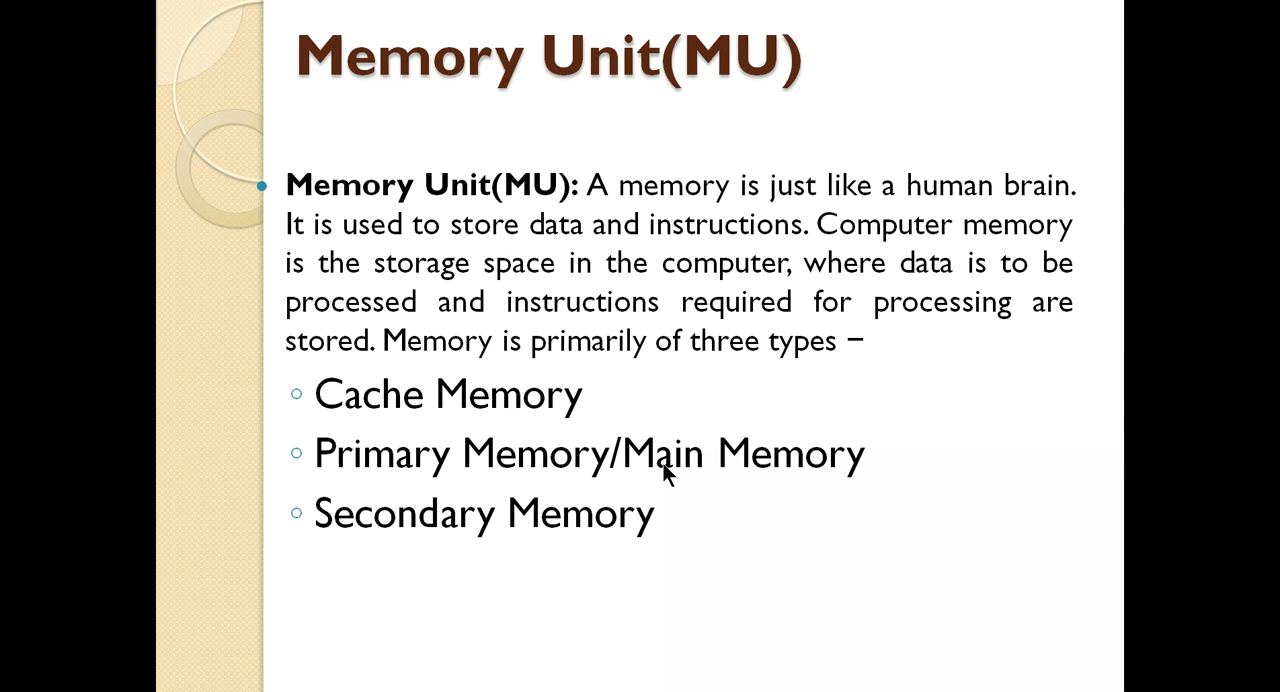 Memory Unit(MU)
Memory Unit(MU): A memory is just like a human brain.
It is used to store data and instructions. Computer memory
is the storage space in the computer, where data is to be
processed and instructions required for processing are
stored. Memory is primarily of three types −
Cache Memory
Primary Memory/Main Memory
Secondary Memory